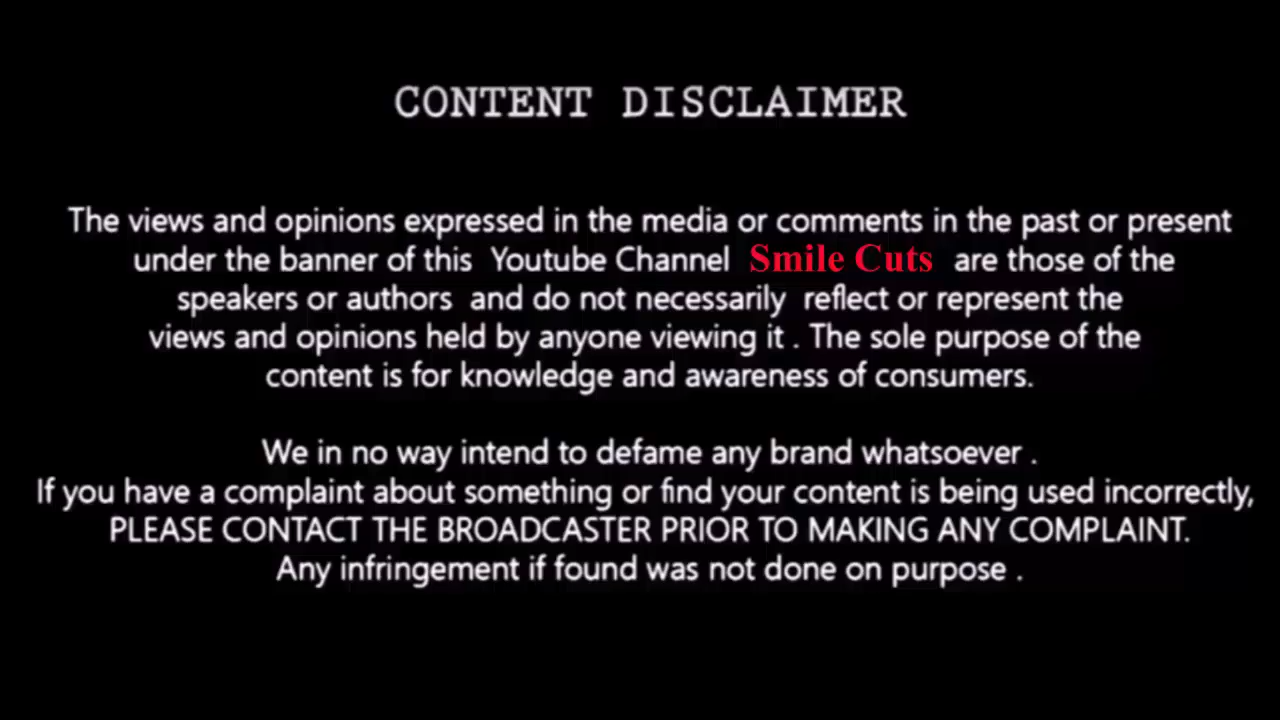 CONTENT DISCLAIMER
The views and opinions expressed in the media or comments in the past or present
under the banner of this Youtube Channel Smile Cuts are those of the
speakers or authors and do not necessarily reflect or represent the
views and opinions held by anyone viewing it . The sole purpose of the
content is for knowledge and awareness of consumers.
We in no way intend to defame any brand whatsoever .
If you have a complaint about something or find your content is being used incorrectly,
PLEASE CONTACT THE BROADCASTER PRIOR TO MAKING ANY COMPLAINT.
Any infringement if found was not done on purpose .